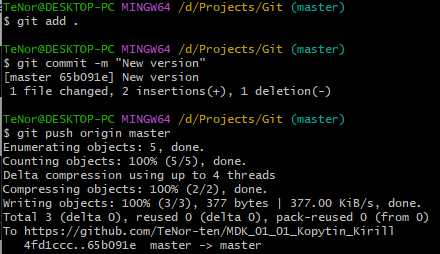 TeNor@DESKTOP-PC MINGW64 /d/Projects/Git (master)
$ git add .
TeNor@DESKTOP-PC MINGW64 /d/Projects/Git (master)
$ git commit -m "New version"
[master 65b091e] New version
 1 file changed, 2 insertions(+), 1 deletion(-)
TeNor@DESKTOP-PC MINGW64 /d/Projects/Git (master)
$ git push origin master
Enumerating objects: 5, done.
Counting objects: 100% (5/5), done.
Delta compression using up to 4 threads
Compressing objects: 100% (2/2), done.
Writing objects: 100% (3/3), 377 bytes | 377.00 KiB/s, done.
Total 3 (delta 0), reused 0 (delta 0), pack-reused 0 (from 0)
To https://github.com/TeNor-ten/MDK_01_01_Kopytin_Kirill
   4fd1ccc..65b091e  master -> master